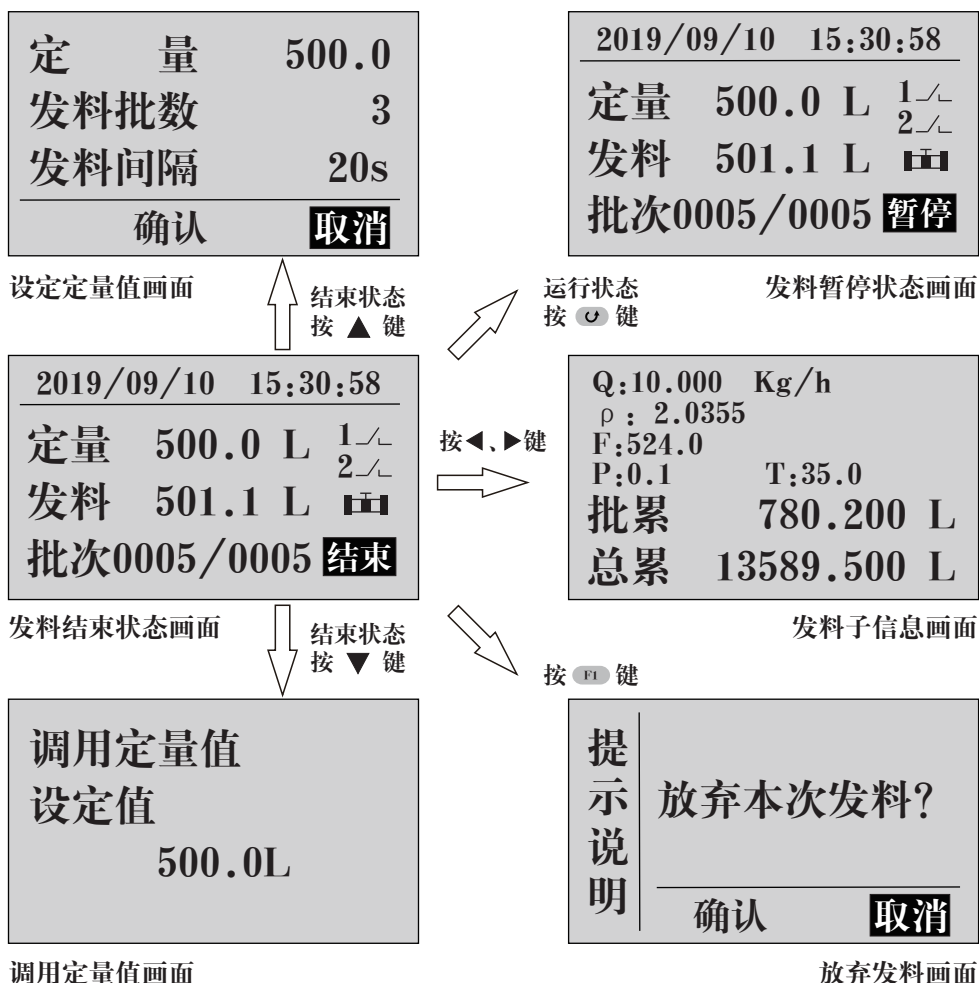 定 量 500.0
发料批数 3
发料间隔 20s
确认 取消
设定定量值画面
结束状态
按 ▲ 键
2019/09/10 15:30:58
定量 500.0 L 1
2
发料 501.1 L
批次0005/0005 暂停
运行状态
按 键
发料暂停状态画面
2019/09/10 15:30:58
定量 500.0 L 1
2
发料 501.1 L
批次0005/0005 结束
发料结束状态画面
按◀、▶键
Q:10.000 Kg/h
ρ: 2.0355
F:524.0
P:0.1 T:35.0
批累 780.200 L
总累 13589.500 L
发料子信息画面
结束状态
按 ▼ 键
按 F1 键
调用定量值
设定值
500.0L
调用定量值画面
提示说明
放弃本次发料?
确认 取消
放弃发料画面